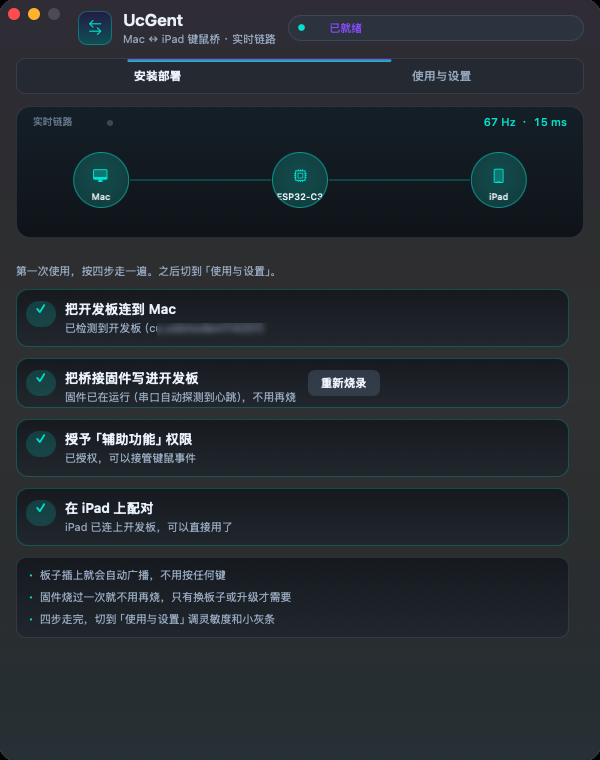 UcGent
Mac ⇔ iPad 键鼠桥 · 实时链路
已就绪
安装部署
使用与设置
实时链路
67 Hz · 15 ms
Mac
ESP32-C3
iPad
第一次使用，按四步走一遍。之后切到「使用与设置」。
把开发板连到 Mac
已检测到开发板 (cu
把桥接固件写进开发板
固件已在运行 (串口自动探测到心跳)，不用再烧
重新烧录
授予「辅助功能」权限
已授权，可以接管键鼠事件
在 iPad 上配对
iPad 已连上开发板，可以直接用了
· 板子插上就会自动广播，不用按任何键
· 固件烧过一次就不用再烧，只有换板子或升级才需要
· 四步走完，切到「使用与设置」调灵敏度和小灰条